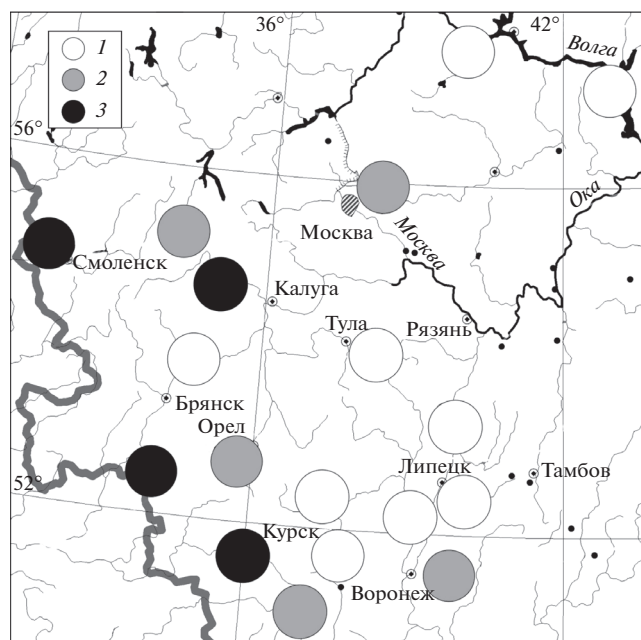 36°
42°
1
2
3
Волга
56°
Ока
Москва
Москва
Смоленск
Калуга
Тула
Рязань
Брянск
Орел
Липецк
Тамбов
52°
Курск
Воронеж